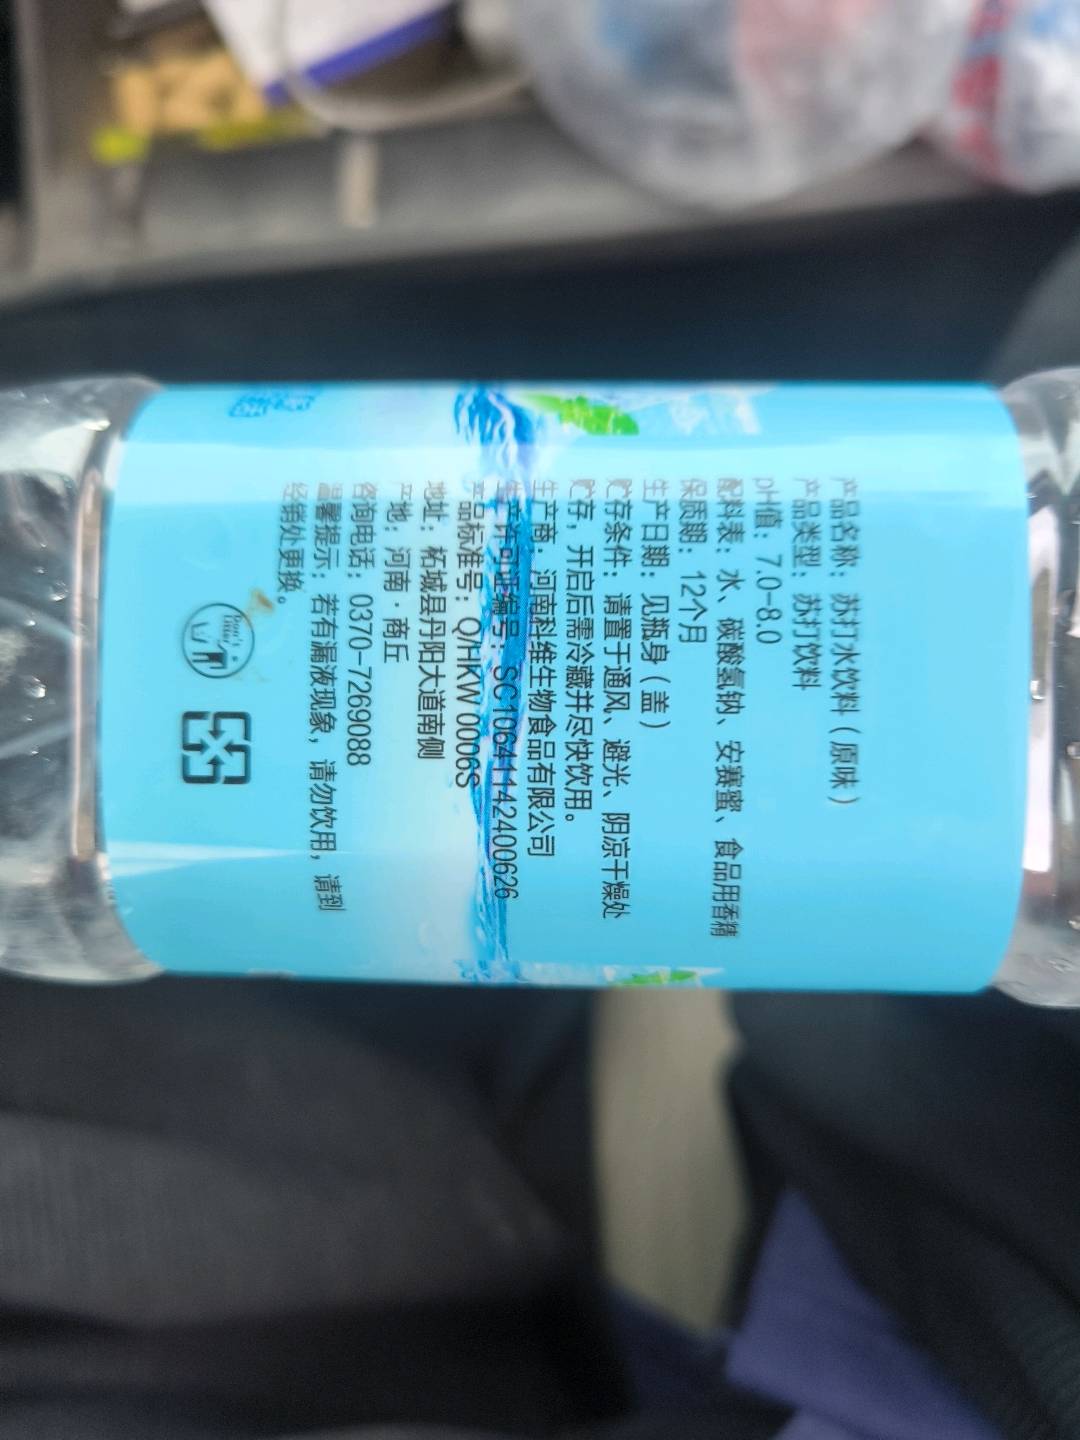 产品名称：苏打水饮料（原味）
产品类型：苏打饮料
pH值：7.0-8.0
配料表：水、碳酸氢钠、安赛蜜、食品用香精
保质期：12个月
生产日期：见瓶身（盖）
贮存条件：请置于通风、避光、阴凉干燥处
贮存，开启后需冷藏并尽快饮用。
生产商：河南科维生物食品有限公司
生产许可证编号：SC10641142400626
产品标准号：Q/HKW 0006S
地址：柘城县丹阳大道南侧
产地：河南·商丘
咨询电话：0370-7269088
温馨提示：若有漏液现象，请勿饮用，请到
经销处更换。